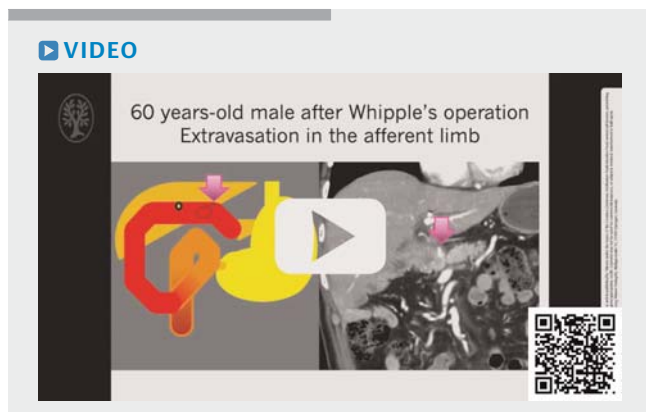 VIDEO
60 years-old male after Whipple's operation
Extravasation in the afferent limb